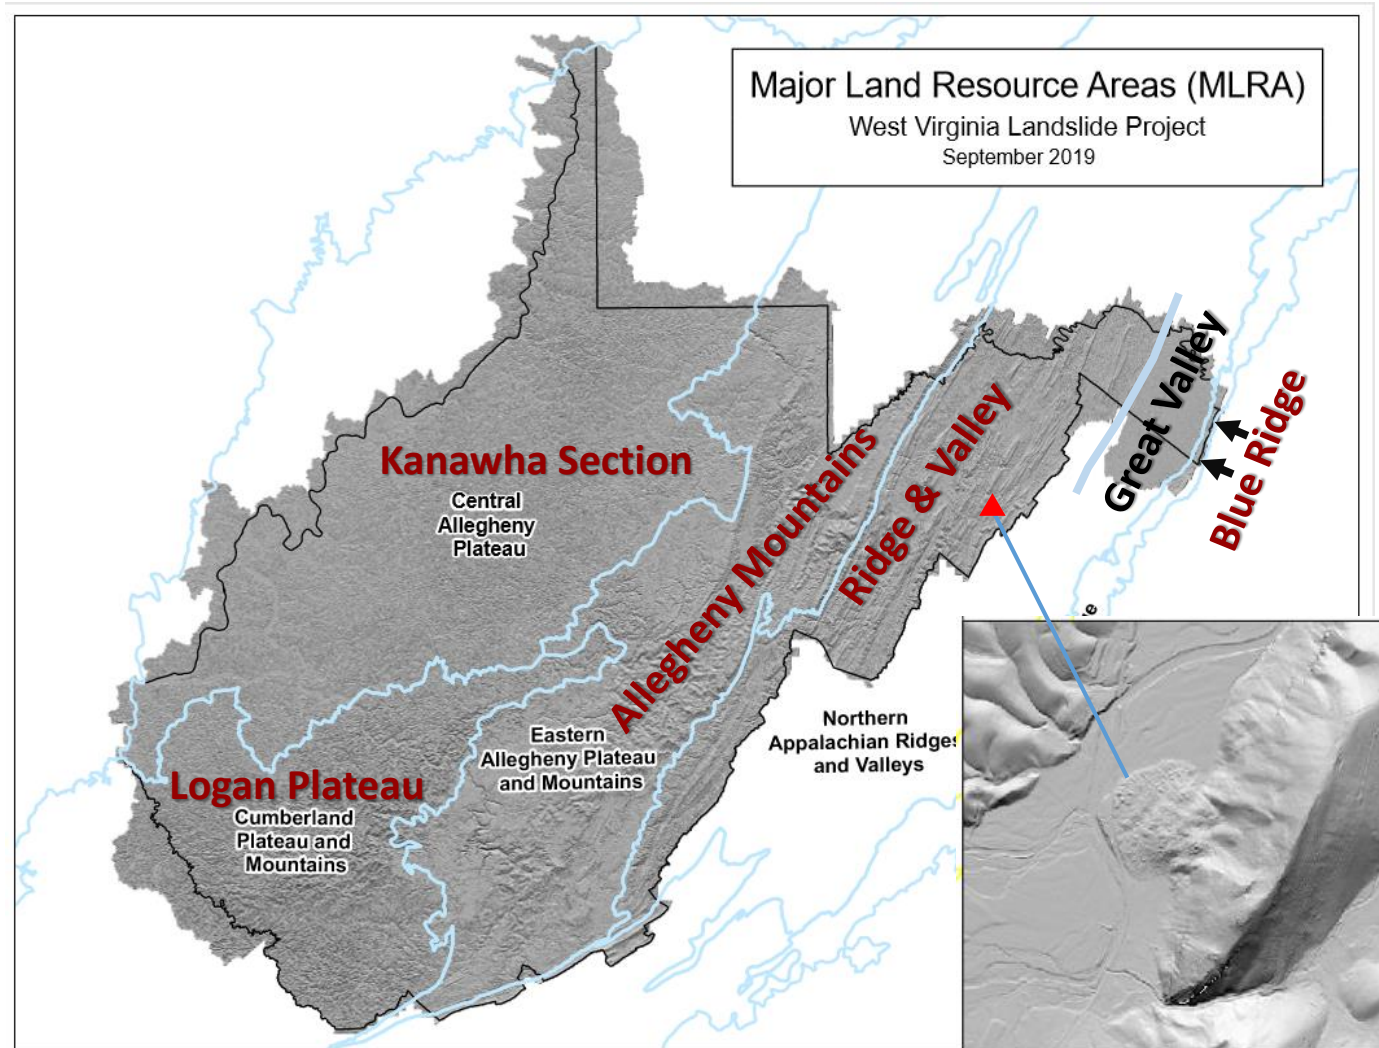 Major Land Resource Areas (MLRA)
West Virginia Landslide Project
September 2019
Great Valley
Blue Ridge
Ridge & Valley
Allegheny Mountains
Kanawha Section
Central
Allegheny
Plateau
Northern
Appalachian Ridges
and Valleys
Eastern
Allegheny Plateau
and Mountains
Logan Plateau
Cumberland
Plateau and
Mountains